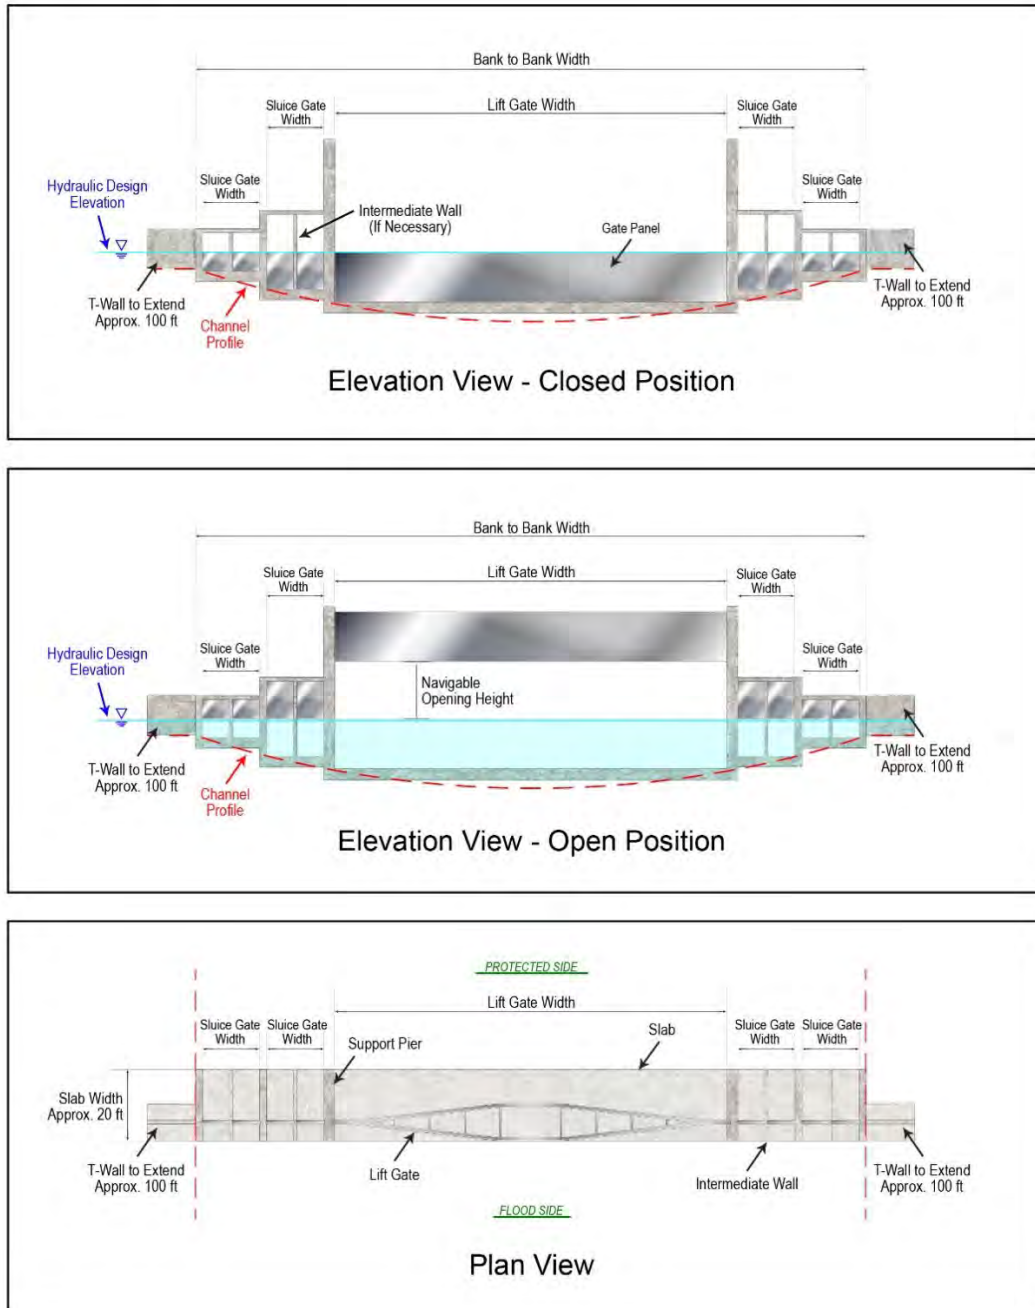 Bank to Bank Width
Sluice Gate
Width
Lift Gate Width
Sluice Gate
Width
Hydraulic Design
Elevation
Sluice Gate
Width
Intermediate Wall
(If Necessary)
Gate Panel
Sluice Gate
Width
T-Wall to Extend
Approx. 100 ft
Channel
Profile
T-Wall to Extend
Approx. 100 ft
Elevation View - Closed Position
Bank to Bank Width
Sluice Gate
Width
Lift Gate Width
Sluice Gate
Width
Hydraulic Design
Elevation
Sluice Gate
Width
Navigable
Opening Height
Sluice Gate
Width
T-Wall to Extend
Approx. 100 ft
Channel
Profile
T-Wall to Extend
Approx. 100 ft
Elevation View - Open Position
PROTECTED SIDE
Lift Gate Width
Sluice Gate
Width
Sluice Gate
Width
Support Pier
Slab
Sluice Gate
Width
Sluice Gate
Width
Slab Width
Approx. 20 ft
T-Wall to Extend
Approx. 100 ft
Lift Gate
Intermediate Wall
T-Wall to Extend
Approx. 100 ft
FLOOD SIDE
Plan View